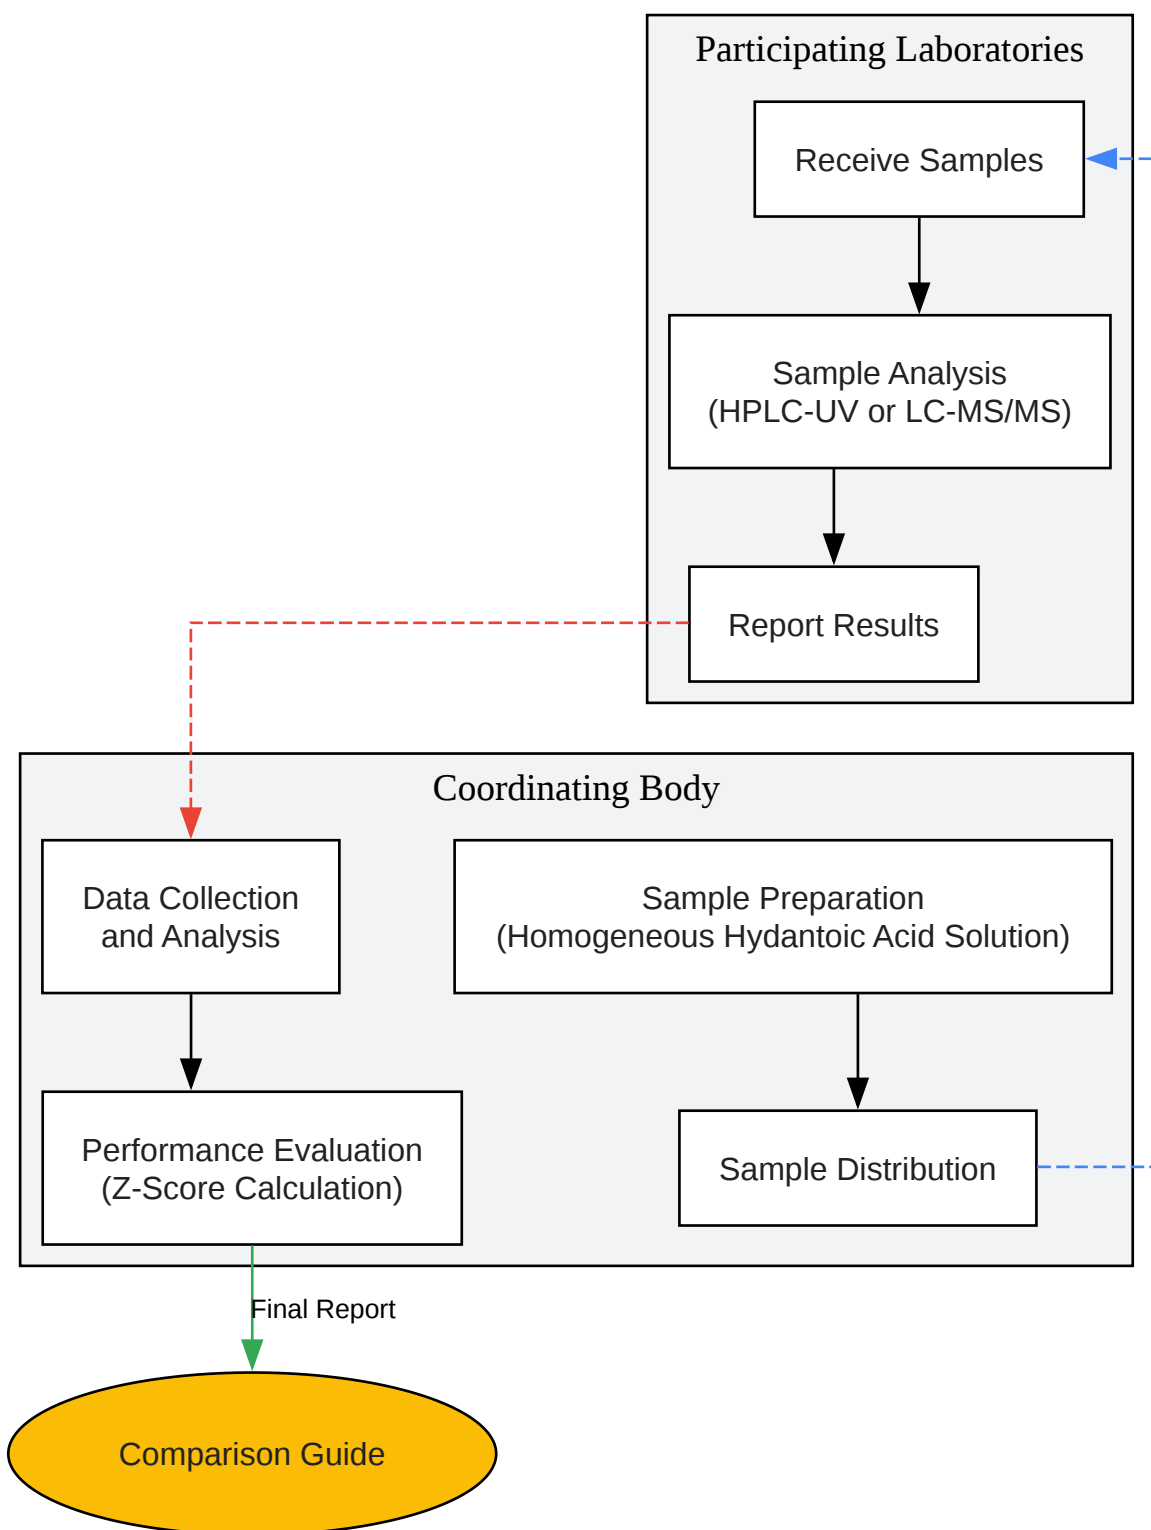 Participating Laboratories
Receive Samples
Sample Analysis
(HPLC-UV or LC-MS/MS)
Report Results
Coordinating Body
Data Collection
and Analysis
Sample Preparation
(Homogeneous Hydantoic Acid Solution)
Performance Evaluation
(Z-Score Calculation)
Sample Distribution
Final Report
Comparison Guide